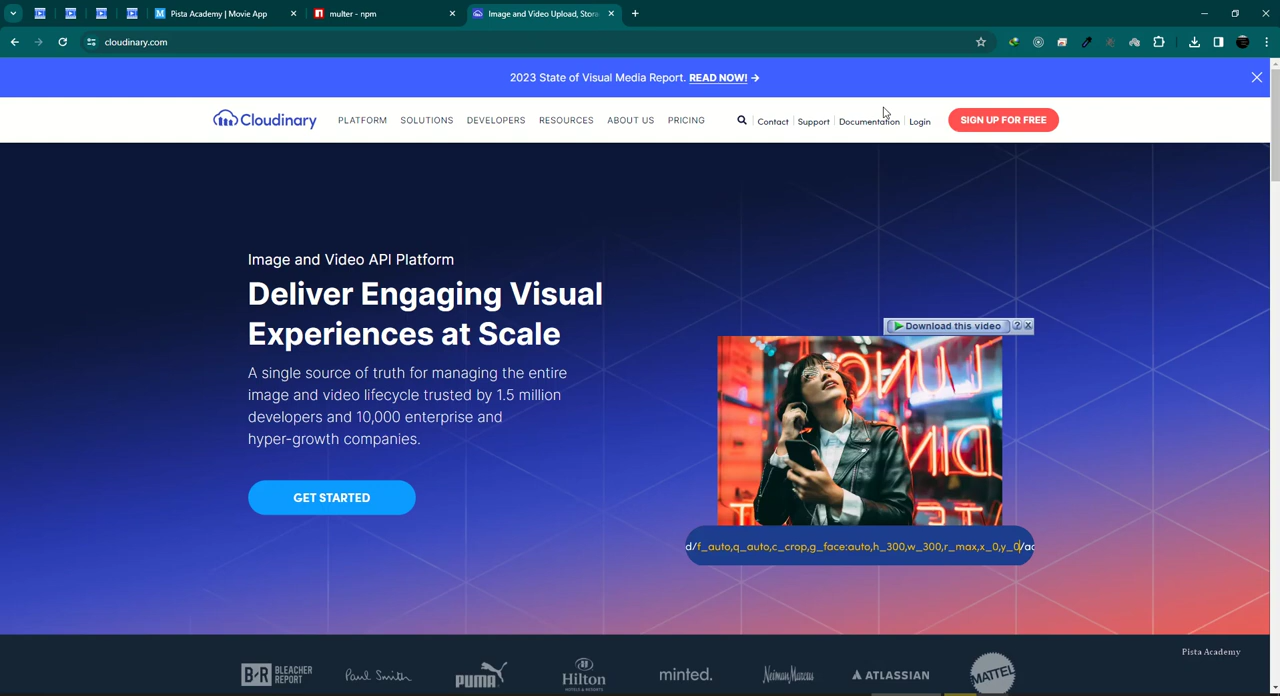 Pista Academy | Movie App
multer - npm
Image and Video Upload, Stora
cloudinary.com
2023 State of Visual Media Report. READ NOW! →
Cloudinary
PLATFORM SOLUTIONS DEVELOPERS RESOURCES ABOUT US PRICING
Contact Support Documentation Login
SIGN UP FOR FREE
Image and Video API Platform
Deliver Engaging Visual
Experiences at Scale
A single source of truth for managing the entire
image and video lifecycle trusted by 1.5 million
developers and 10,000 enterprise and
hyper-growth companies.
GET STARTED
Download this video ?
d/f_auto,q_auto,c_crop,g_face:auto,h_300,w_300,r_max,x_0,y_0/ac
Pista Academy
B/R BLEACHER
REPORT
Paul Smith
PUMA
Hilton
HOTELS & RESORTS
minted.
Neiman Marcus
ATLASSIAN
MATTEL